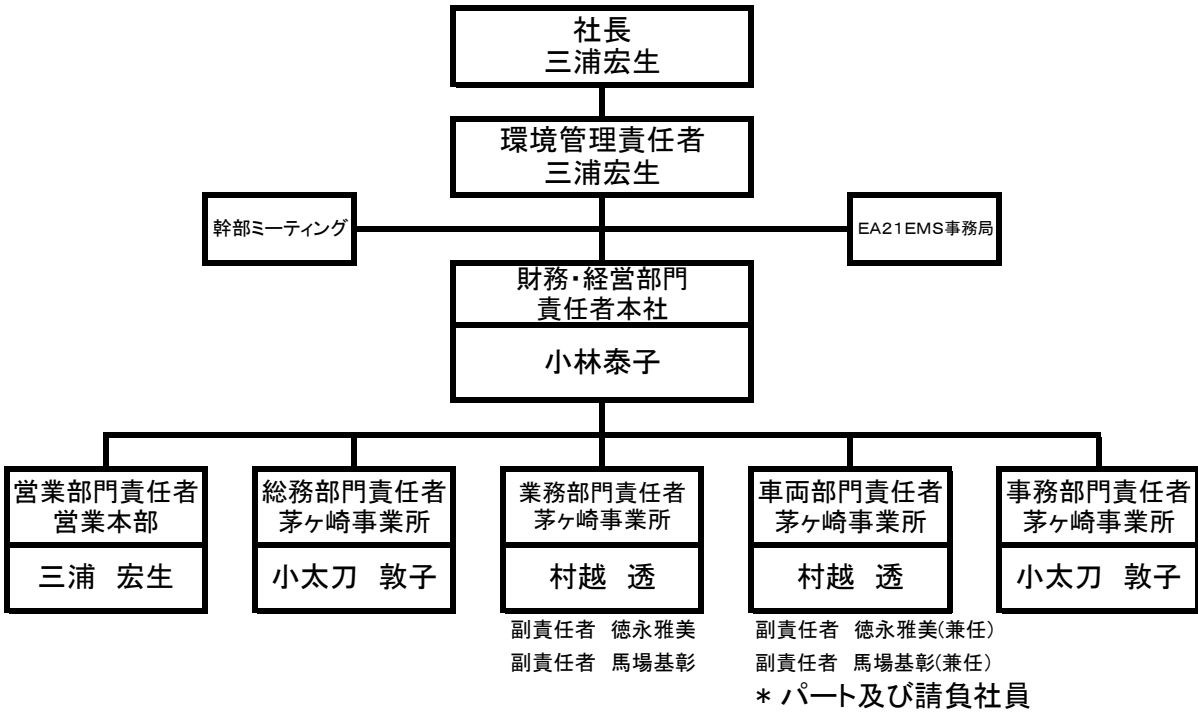 社長
三浦宏生
環境管理責任者
三浦宏生
幹部ミーティング
EA21EMS事務局
財務・経営部門
責任者本社
小林泰子
営業部門責任者
営業本部
三浦　宏生
総務部門責任者
茅ヶ崎事業所
小太刀　敦子
業務部門責任者
茅ヶ崎事業所
村越　透
副責任者　徳永雅美
副責任者　馬場基彰
車両部門責任者
茅ヶ崎事業所
村越　透
副責任者　徳永雅美(兼任)
副責任者　馬場基彰(兼任)
＊パート及び請負社員
事務部門責任者
茅ヶ崎事業所
小太刀　敦子